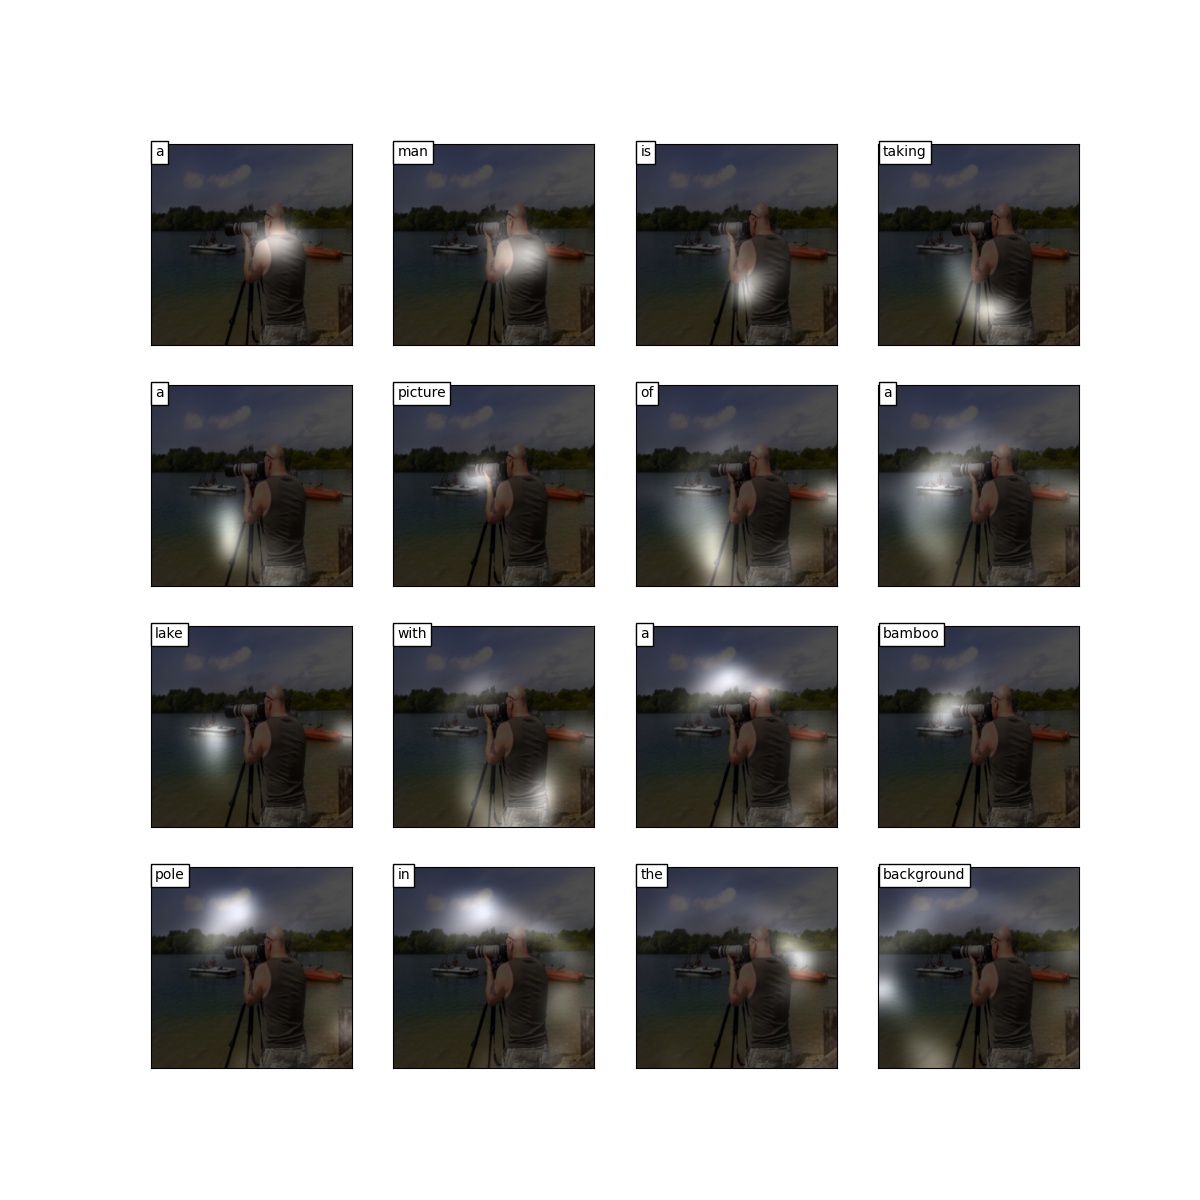 a man is taking
a picture of a
lake with a bamboo
pole in the background